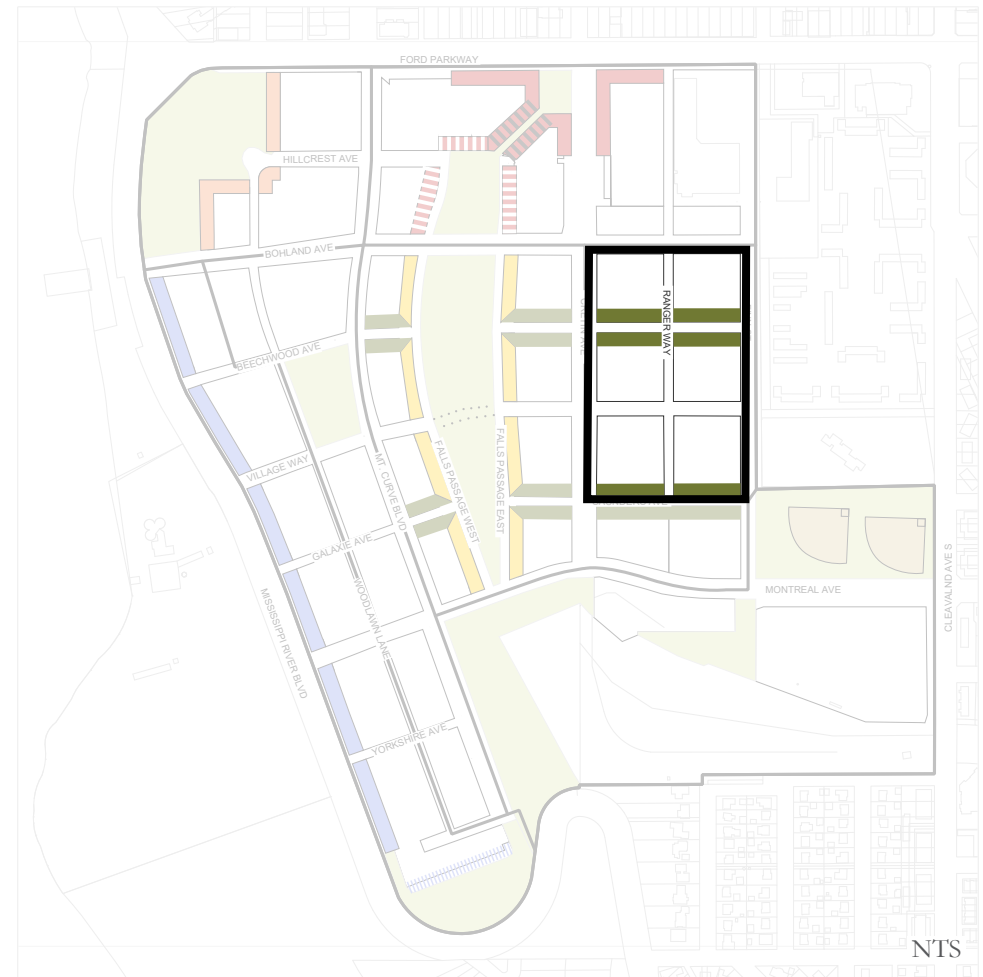 FORD PARKWAY
HILLCREST AVE
BOHLAND AVE
RANGER WAY
BEECHWOOD AVE
FALLS PASSAGE WEST
FALLS PASSAGE EAST
MT. CURVE BLVD
VILLAGE WAY
GALAXIE AVE
WOODLAWN LANE
MISSISSIPPI RIVER BLVD
MONTREAL AVE
CLEAVALND AVE S
YORKSHIRE AVE
NTS